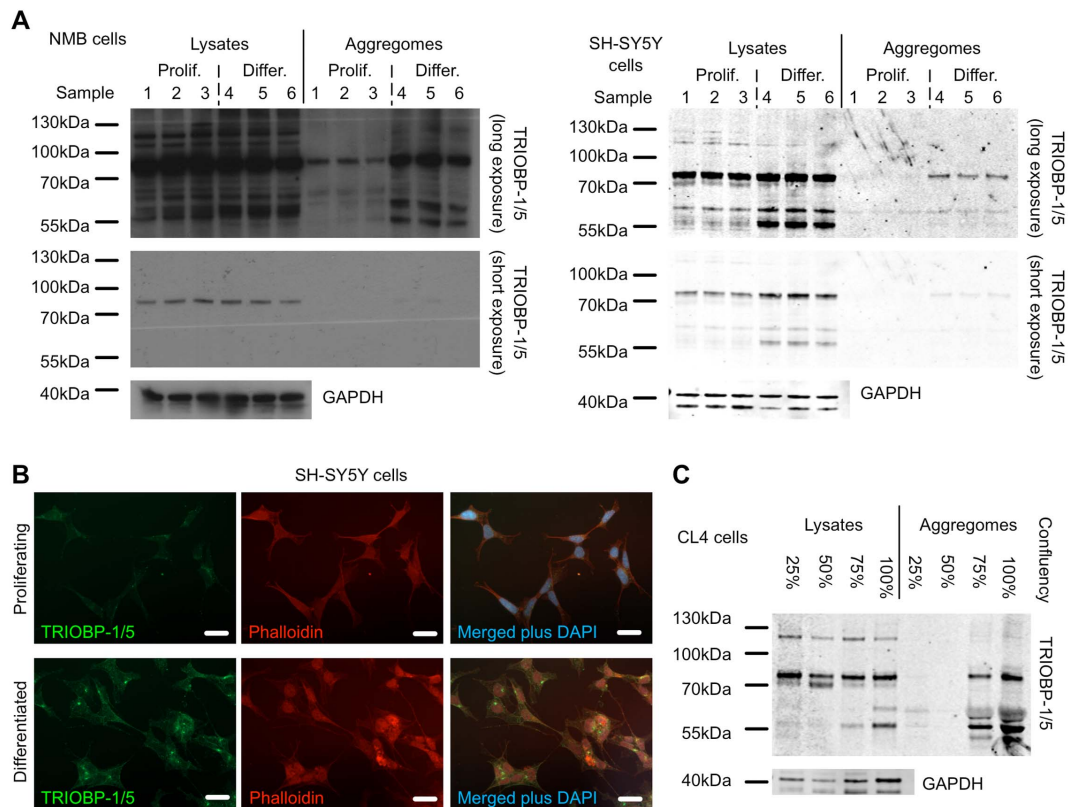 A
NMB cells
Lysates
Aggregomes
Prolif.
Differ.
Prolif.
Differ.
Sample
1 2 3 4 5 6 1 2 3 4 5 6
130kDa
100kDa
70kDa
55kDa
TRIOBP-1/5
(long exposure)
130kDa
100kDa
70kDa
55kDa
TRIOBP-1/5
(short exposure)
40kDa
GAPDH
SH-SY5Y
cells
Lysates
Aggregomes
Prolif.
Differ.
Prolif.
Differ.
Sample
1 2 3 4 5 6 1 2 3 4 5 6
130kDa
100kDa
70kDa
55kDa
TRIOBP-1/5
(long exposure)
100kDa
70kDa
55kDa
TRIOBP-1/5
(short exposure)
40kDa
GAPDH
B
SH-SY5Y cells
Proliferating
TRIOBP-1/5
Phalloidin
Merged plus DAPI
Differentiated
TRIOBP-1/5
Phalloidin
Merged plus DAPI
C
CL4 cells
Lysates
Aggregomes
Confluency
25% 50% 75% 100% 25% 50% 75% 100%
130kDa
100kDa
70kDa
55kDa
TRIOBP-1/5
40kDa
GAPDH